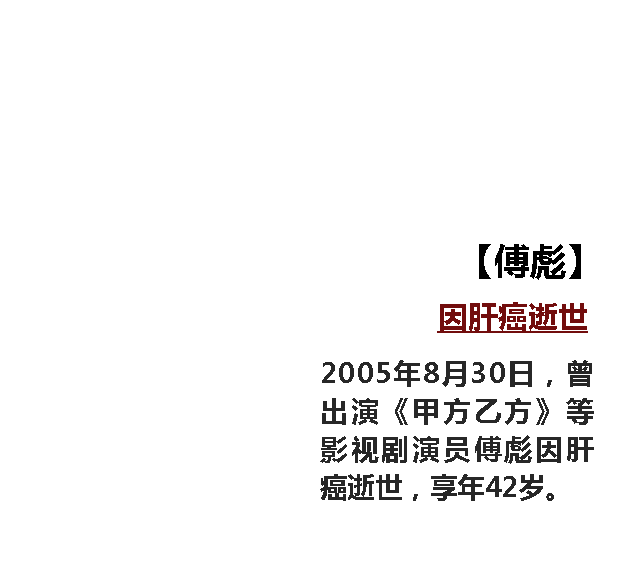 【傅彪】
因肝癌逝世
2005年8月30日，曾
出演《甲方乙方》等
影视剧演员傅彪因肝
癌逝世，享年42岁。